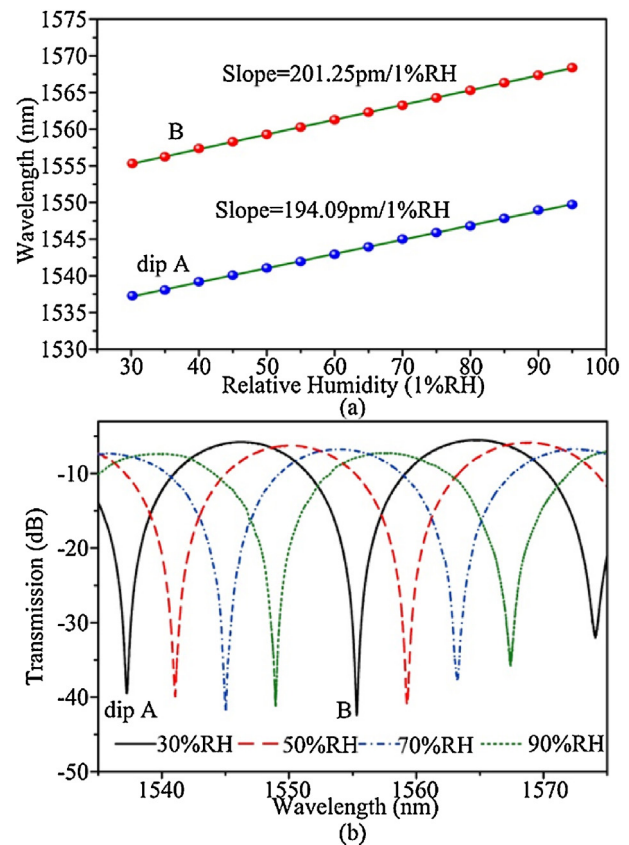 1575
1570
1565
1560
1555
1550
1545
1540
1535
1530
Wavelength (nm)
Slope=201.25pm/1%RH
B
Slope=194.09pm/1%RH
dip A
30 40 50 60 70 80 90 100
Relative Humidity (1%RH)
(a)
-10
-20
-30
-40
-50
Transmission (dB)
dip A
B
30%RH 50%RH 70%RH 90%RH
1540 1550 1560 1570
Wavelength (nm)
(b)